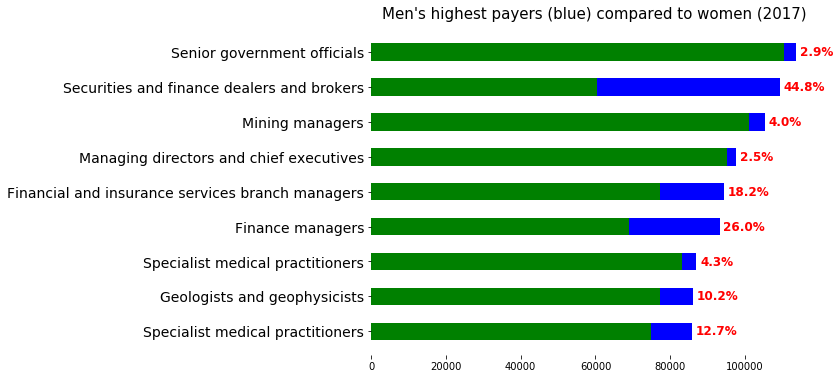 Men's highest payers (blue) compared to women (2017)
Senior government officials 2.9%
Securities and finance dealers and brokers 44.8%
Mining managers 4.0%
Managing directors and chief executives 2.5%
Financial and insurance services branch managers 18.2%
Finance managers 26.0%
Specialist medical practitioners 4.3%
Geologists and geophysicists 10.2%
Specialist medical practitioners 12.7%
0 20000 40000 60000 80000 100000